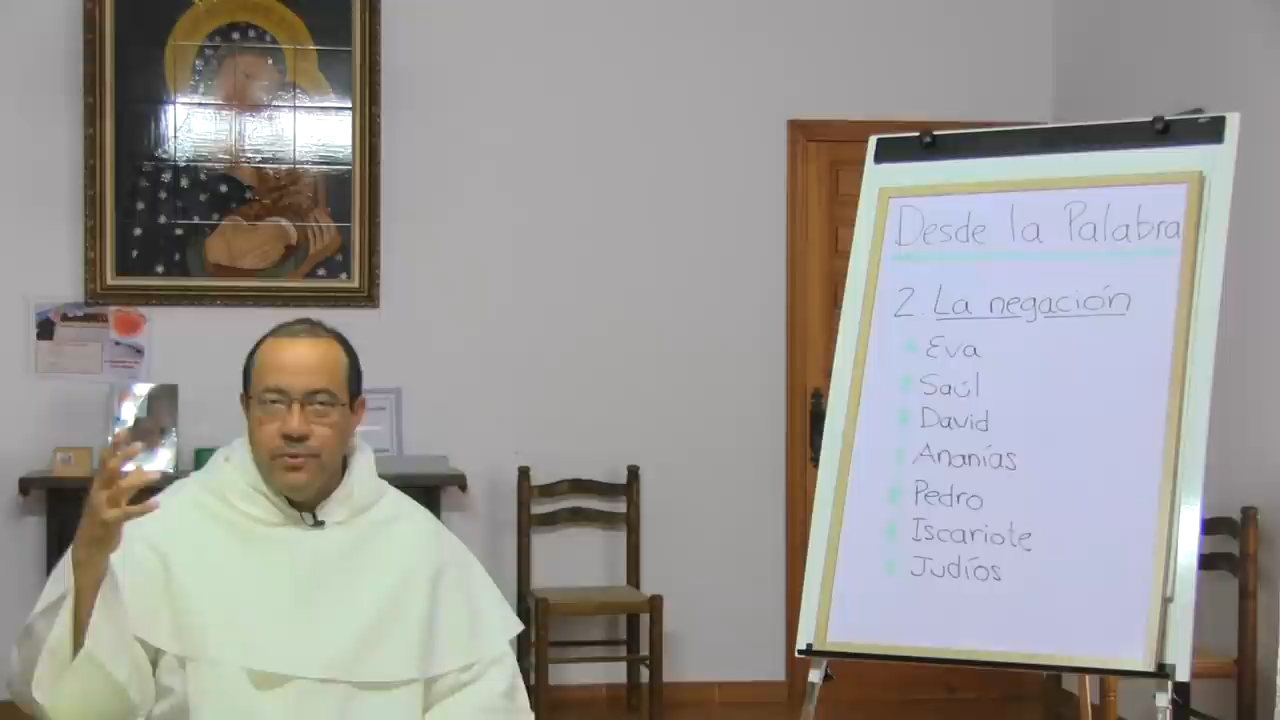 Desde la Palabra
2. La negación
Eva
Saúl
David
Ananías
Pedro
Iscariote
Judíos